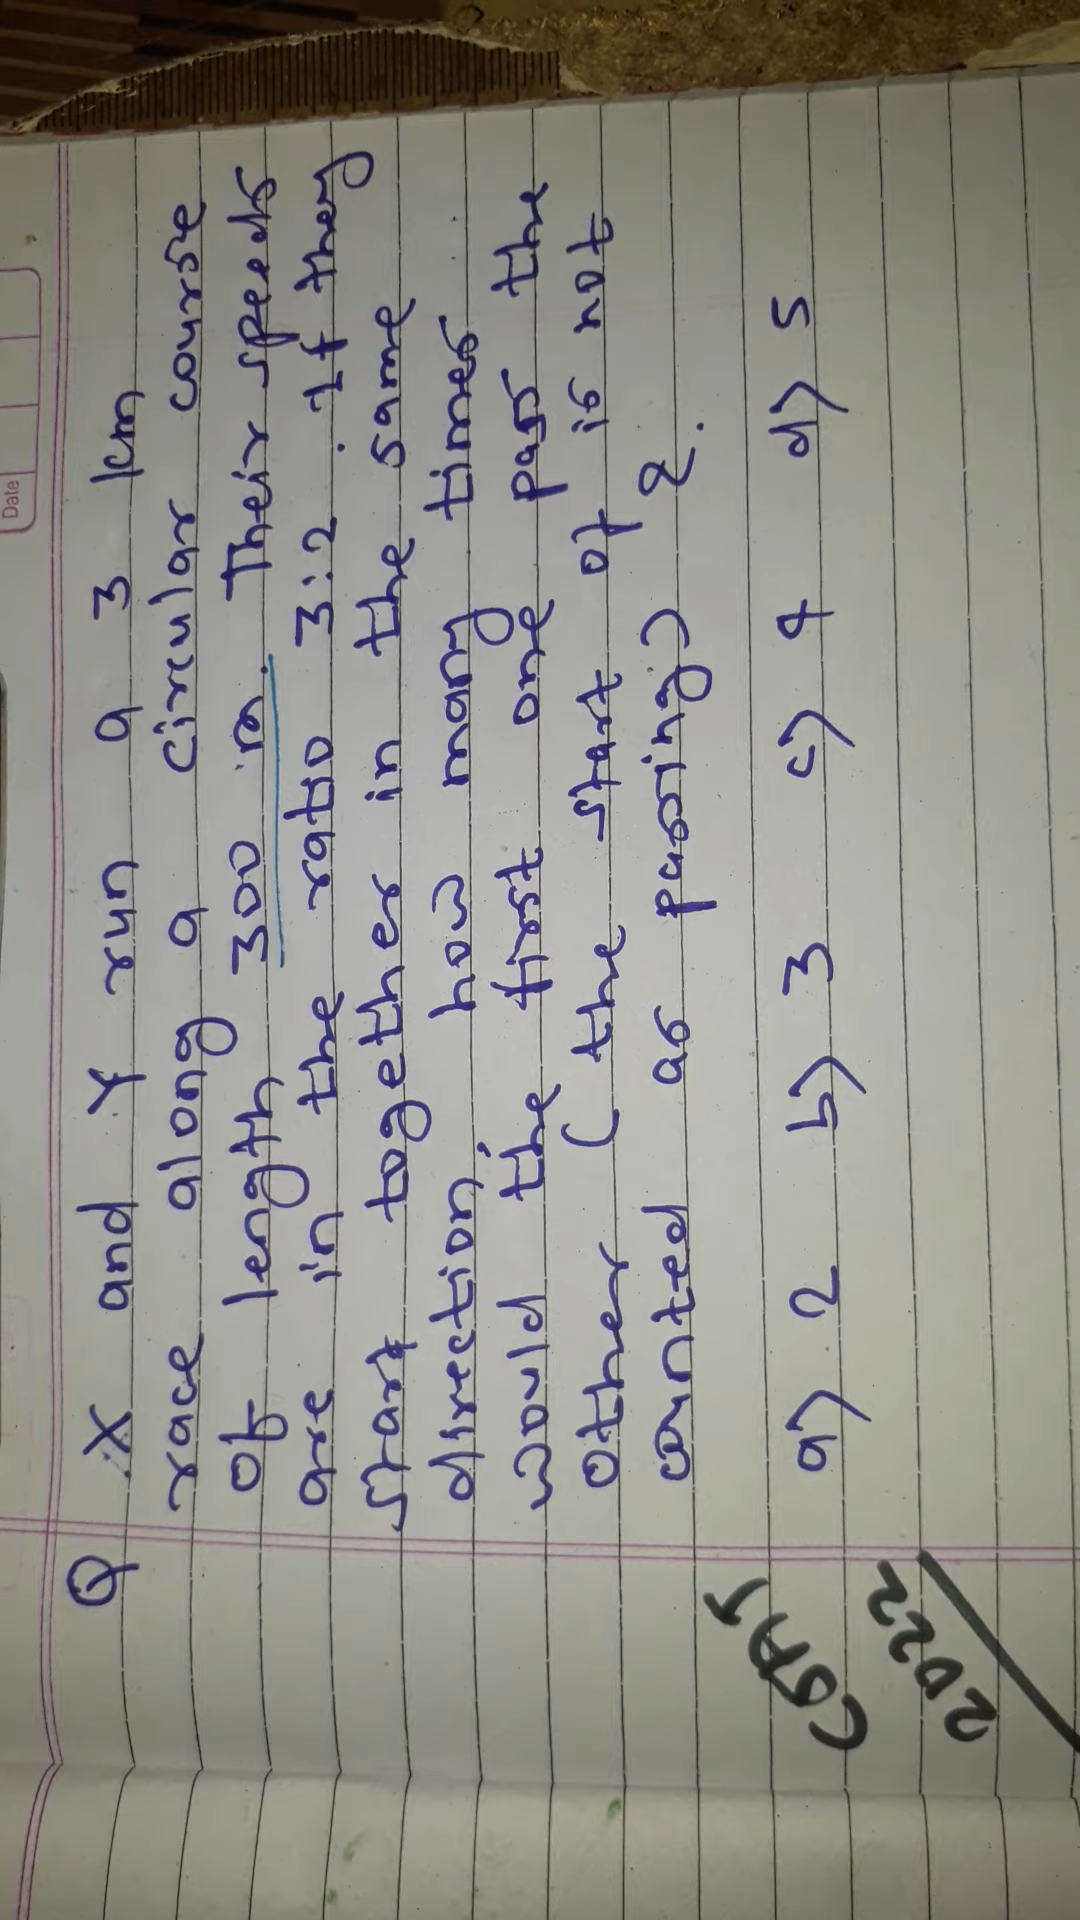 Date
Q X and Y run a 3 km
race along a circular course
of length 300 m. Their speeds
are in the ratio 3:2. If they
start together in the same
direction how many times
would the first one pass the
other (the start of is not
counted as passing) ?
a) 2 b) 3 c) 4 d) 5
CSAT
2022